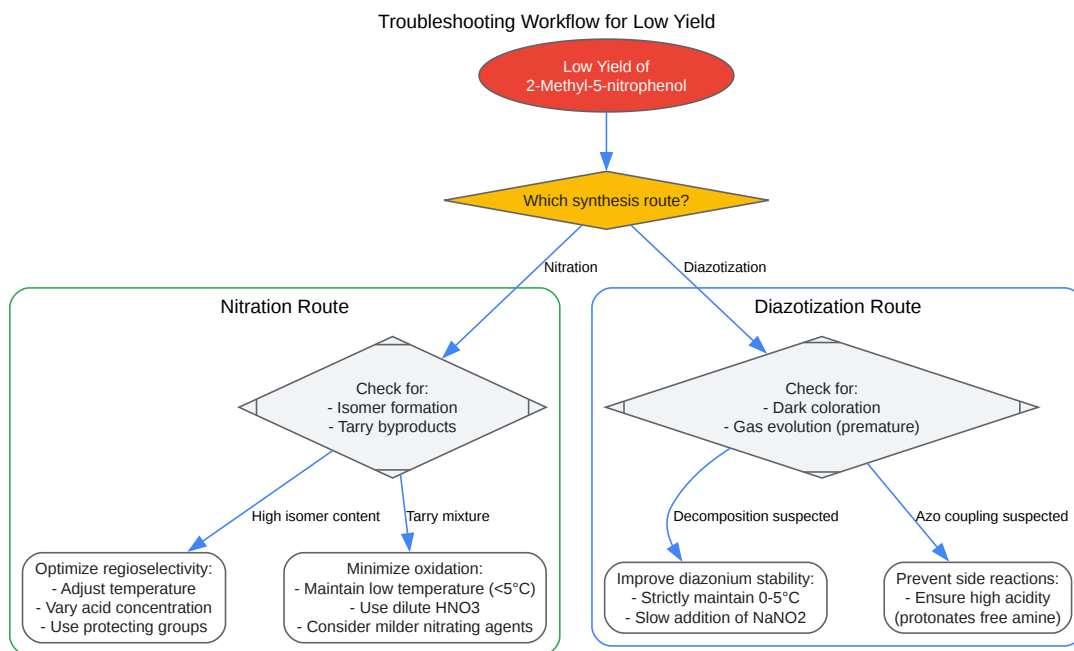 Troubleshooting Workflow for Low Yield
Low Yield of
2-Methyl-5-nitrophenol
Which synthesis route?
Nitration
Diazotization
Nitration Route
Check for:
- Isomer formation
- Tarry byproducts
High isomer content
Tarry mixture
Optimize regioselectivity:
- Adjust temperature
- Vary acid concentration
- Use protecting groups
Minimize oxidation:
- Maintain low temperature (<5°C)
- Use dilute HNO3
- Consider milder nitrating agents
Diazotization Route
Check for:
- Dark coloration
- Gas evolution (premature)
Decomposition suspected
Azo coupling suspected
Improve diazonium stability:
- Strictly maintain 0-5°C
- Slow addition of NaNO2
Prevent side reactions:
- Ensure high acidity
(protonates free amine)